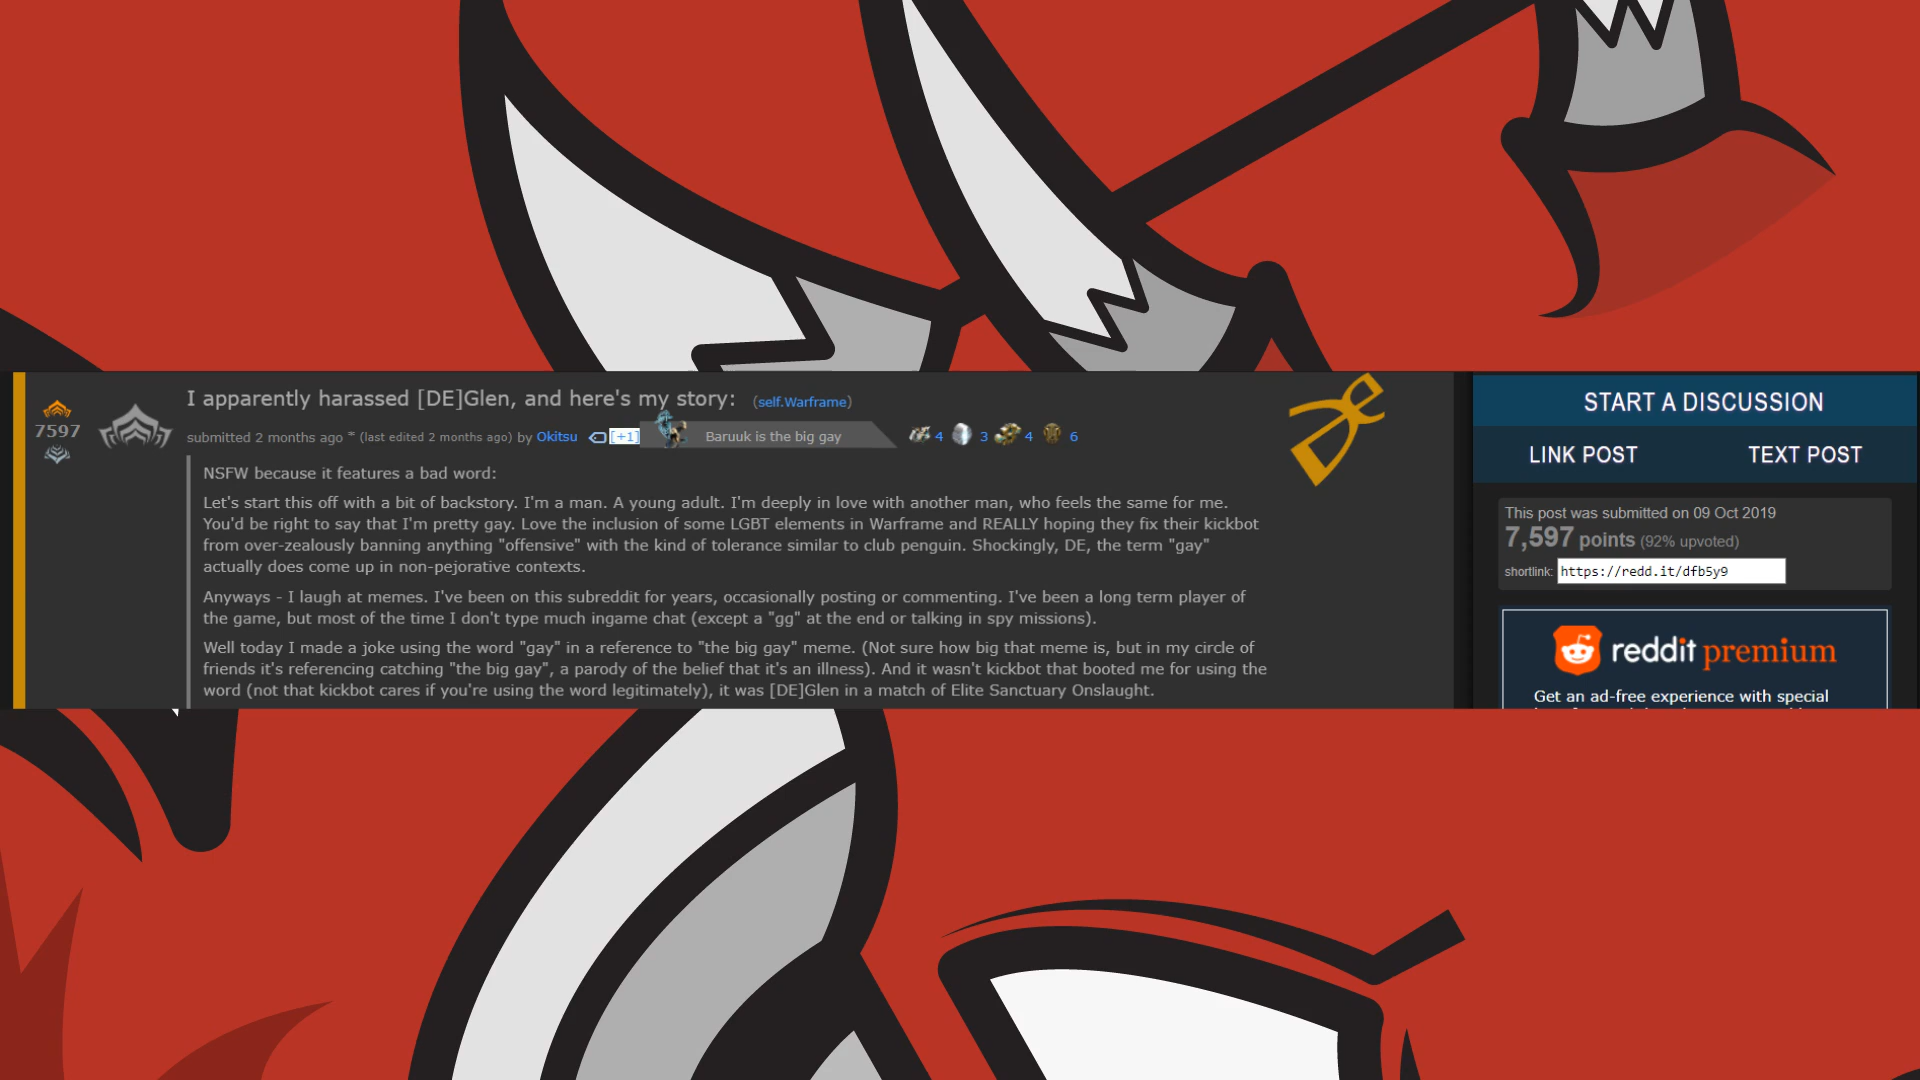 I apparently harassed [DE]Glen, and here's my story: (self.Warframe)
7597
submitted 2 months ago * (last edited 2 months ago) by Okitsu [+1] Baruuk is the big gay 4 3 4 6
NSFW because it features a bad word:
Let's start this off with a bit of backstory. I'm a man. A young adult. I'm deeply in love with another man, who feels the same for me.
You'd be right to say that I'm pretty gay. Love the inclusion of some LGBT elements in Warframe and REALLY hoping they fix their kickbot
from over-zealously banning anything "offensive" with the kind of tolerance similar to club penguin. Shockingly, DE, the term "gay"
actually does come up in non-pejorative contexts.
Anyways - I laugh at memes. I've been on this subreddit for years, occasionally posting or commenting. I've been a long term player of
the game, but most of the time I don't type much ingame chat (except a "gg" at the end or talking in spy missions).
Well today I made a joke using the word "gay" in a reference to "the big gay" meme. (Not sure how big that meme is, but in my circle of
friends it's referencing catching "the big gay", a parody of the belief that it's an illness). And it wasn't kickbot that booted me for using the
word (not that kickbot cares if you're using the word legitimately), it was [DE]Glen in a match of Elite Sanctuary Onslaught.
START A DISCUSSION
LINK POST TEXT POST
This post was submitted on 09 Oct 2019
7,597 points (92% upvoted)
shortlink: https://redd.it/dfb5y9
reddit premium
Get an ad-free experience with special